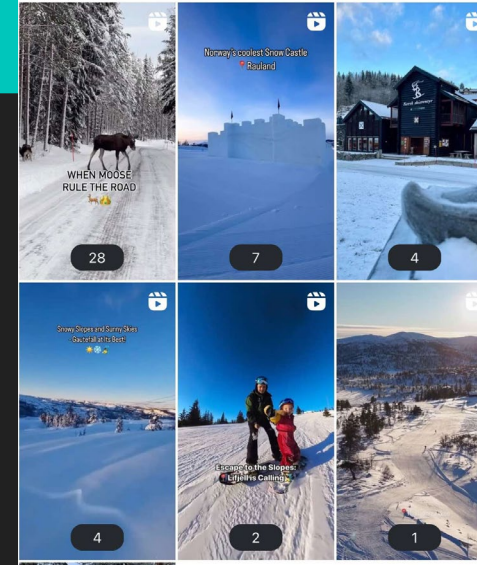 WHEN MOOSE
RULE THE ROAD
28
Norway's coolest Snow Castle
Rauland
7
4
Snowy Slopes and Sunny Skies
Gautefall at Its Best!
4
Escape to the Slopes:
Lifjell is Calling
2
1